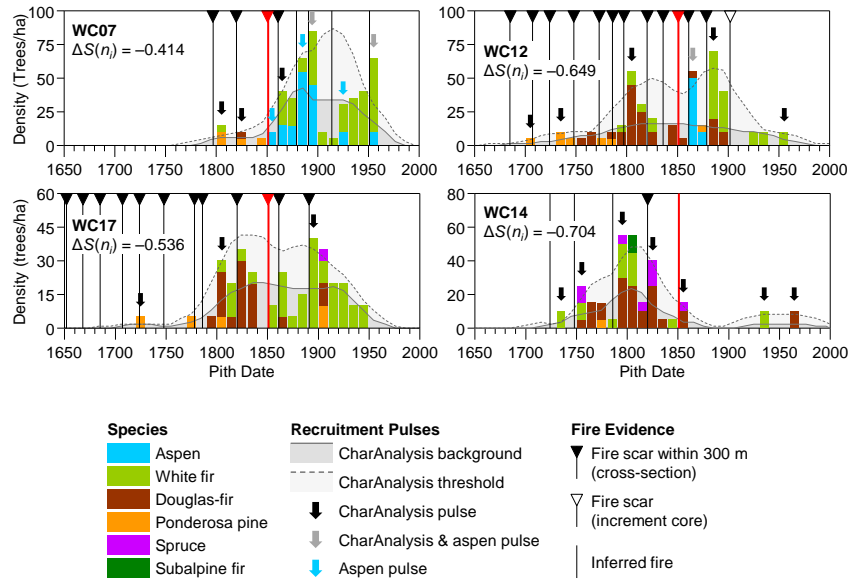 WC07
ΔS(nᵢ) = –0.414
Density (Trees/ha)
100
75
50
25
0
1650 1700 1750 1800 1850 1900 1950 2000
WC12
ΔS(nᵢ) = –0.649
100
75
50
25
0
1650 1700 1750 1800 1850 1900 1950 2000
WC17
ΔS(nᵢ) = –0.536
Density (trees/ha)
60
45
30
15
0
1650 1700 1750 1800 1850 1900 1950 2000
Pith Date
WC14
ΔS(nᵢ) = –0.704
80
60
40
20
0
1650 1700 1750 1800 1850 1900 1950 2000
Pith Date
Species
Aspen
White fir
Douglas-fir
Ponderosa pine
Spruce
Subalpine fir
Recruitment Pulses
CharAnalysis background
CharAnalysis threshold
CharAnalysis pulse
CharAnalysis & aspen pulse
Aspen pulse
Fire Evidence
Fire scar within 300 m
(cross-section)
Fire scar
(increment core)
Inferred fire